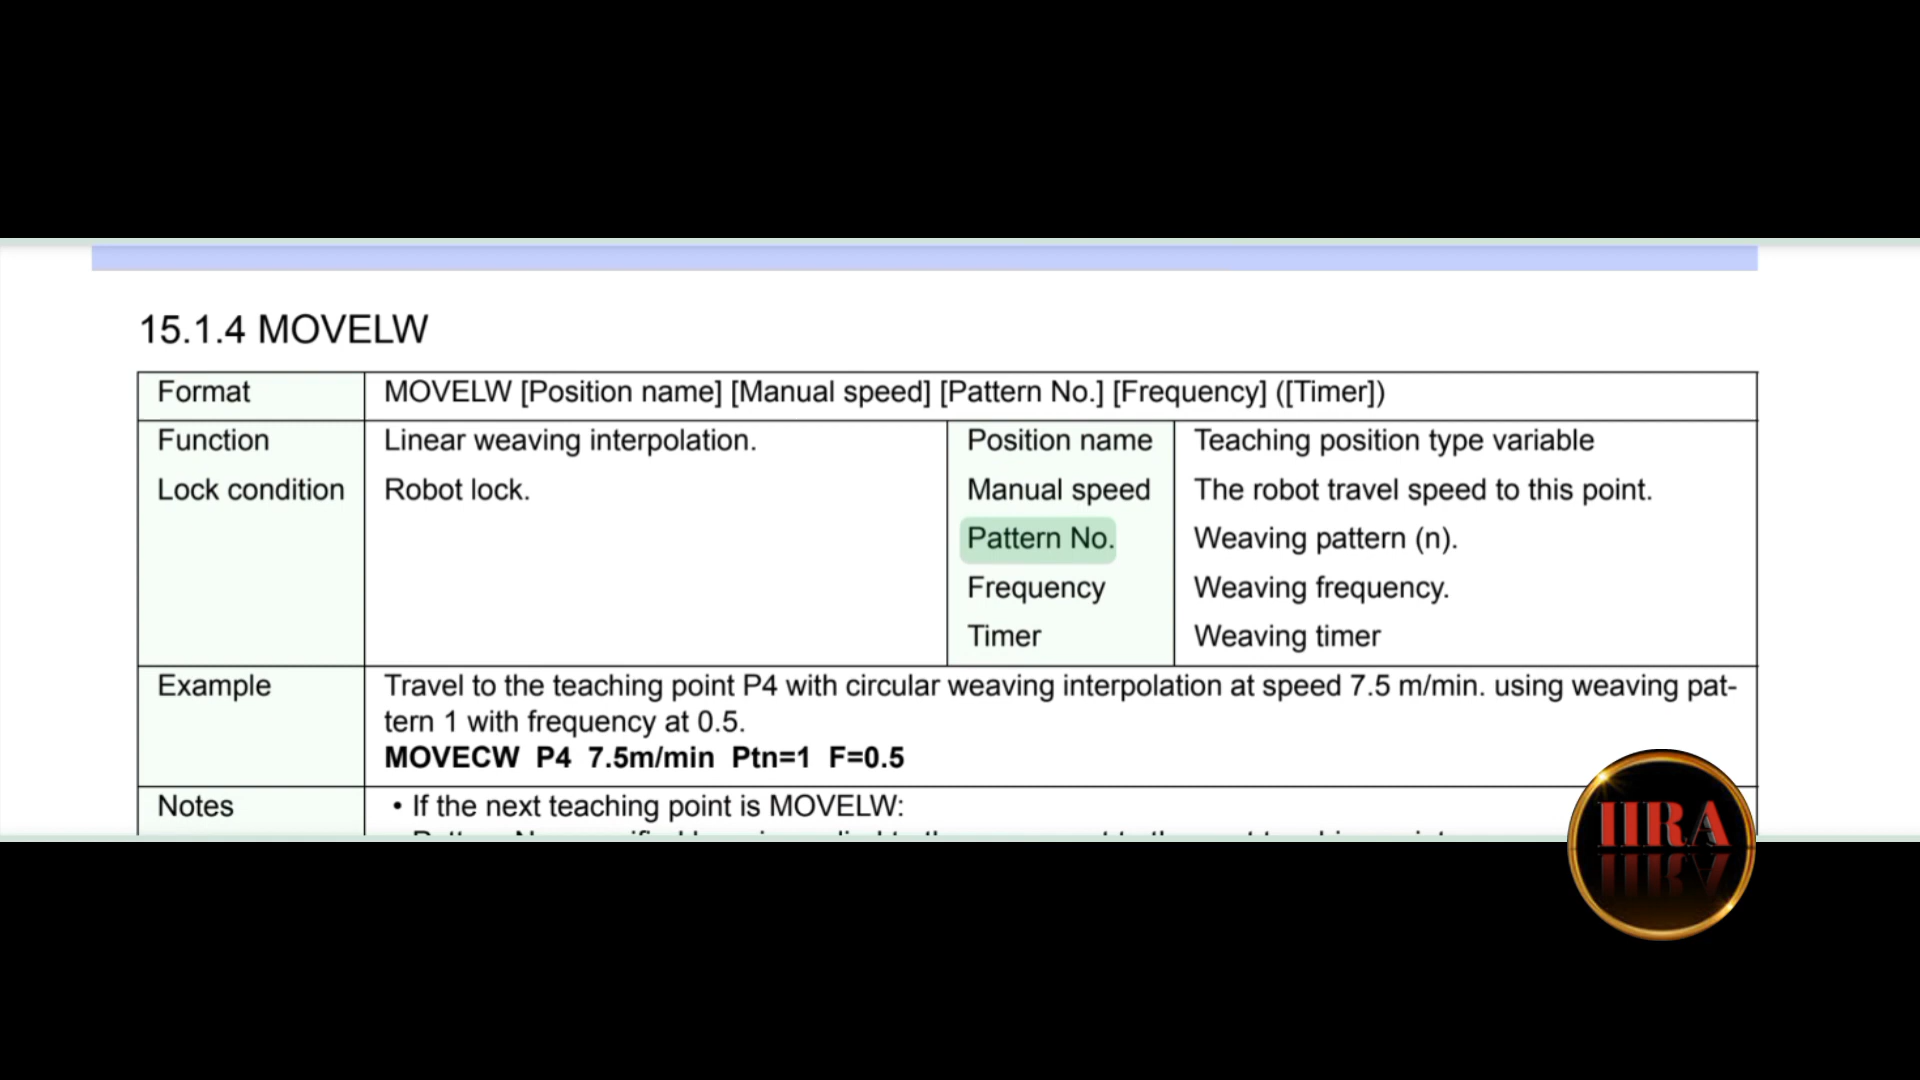 15.1.4 MOVELW
Format MOVELW [Position name] [Manual speed] [Pattern No.] [Frequency] ([Timer])
Function Linear weaving interpolation. Position name Teaching position type variable
Lock condition Robot lock. Manual speed The robot travel speed to this point.
Pattern No. Weaving pattern (n).
Frequency Weaving frequency.
Timer Weaving timer
Example Travel to the teaching point P4 with circular weaving interpolation at speed 7.5 m/min. using weaving pat-
tern 1 with frequency at 0.5.
MOVECW P4 7.5m/min Ptn=1 F=0.5
Notes • If the next teaching point is MOVELW:
IIRA